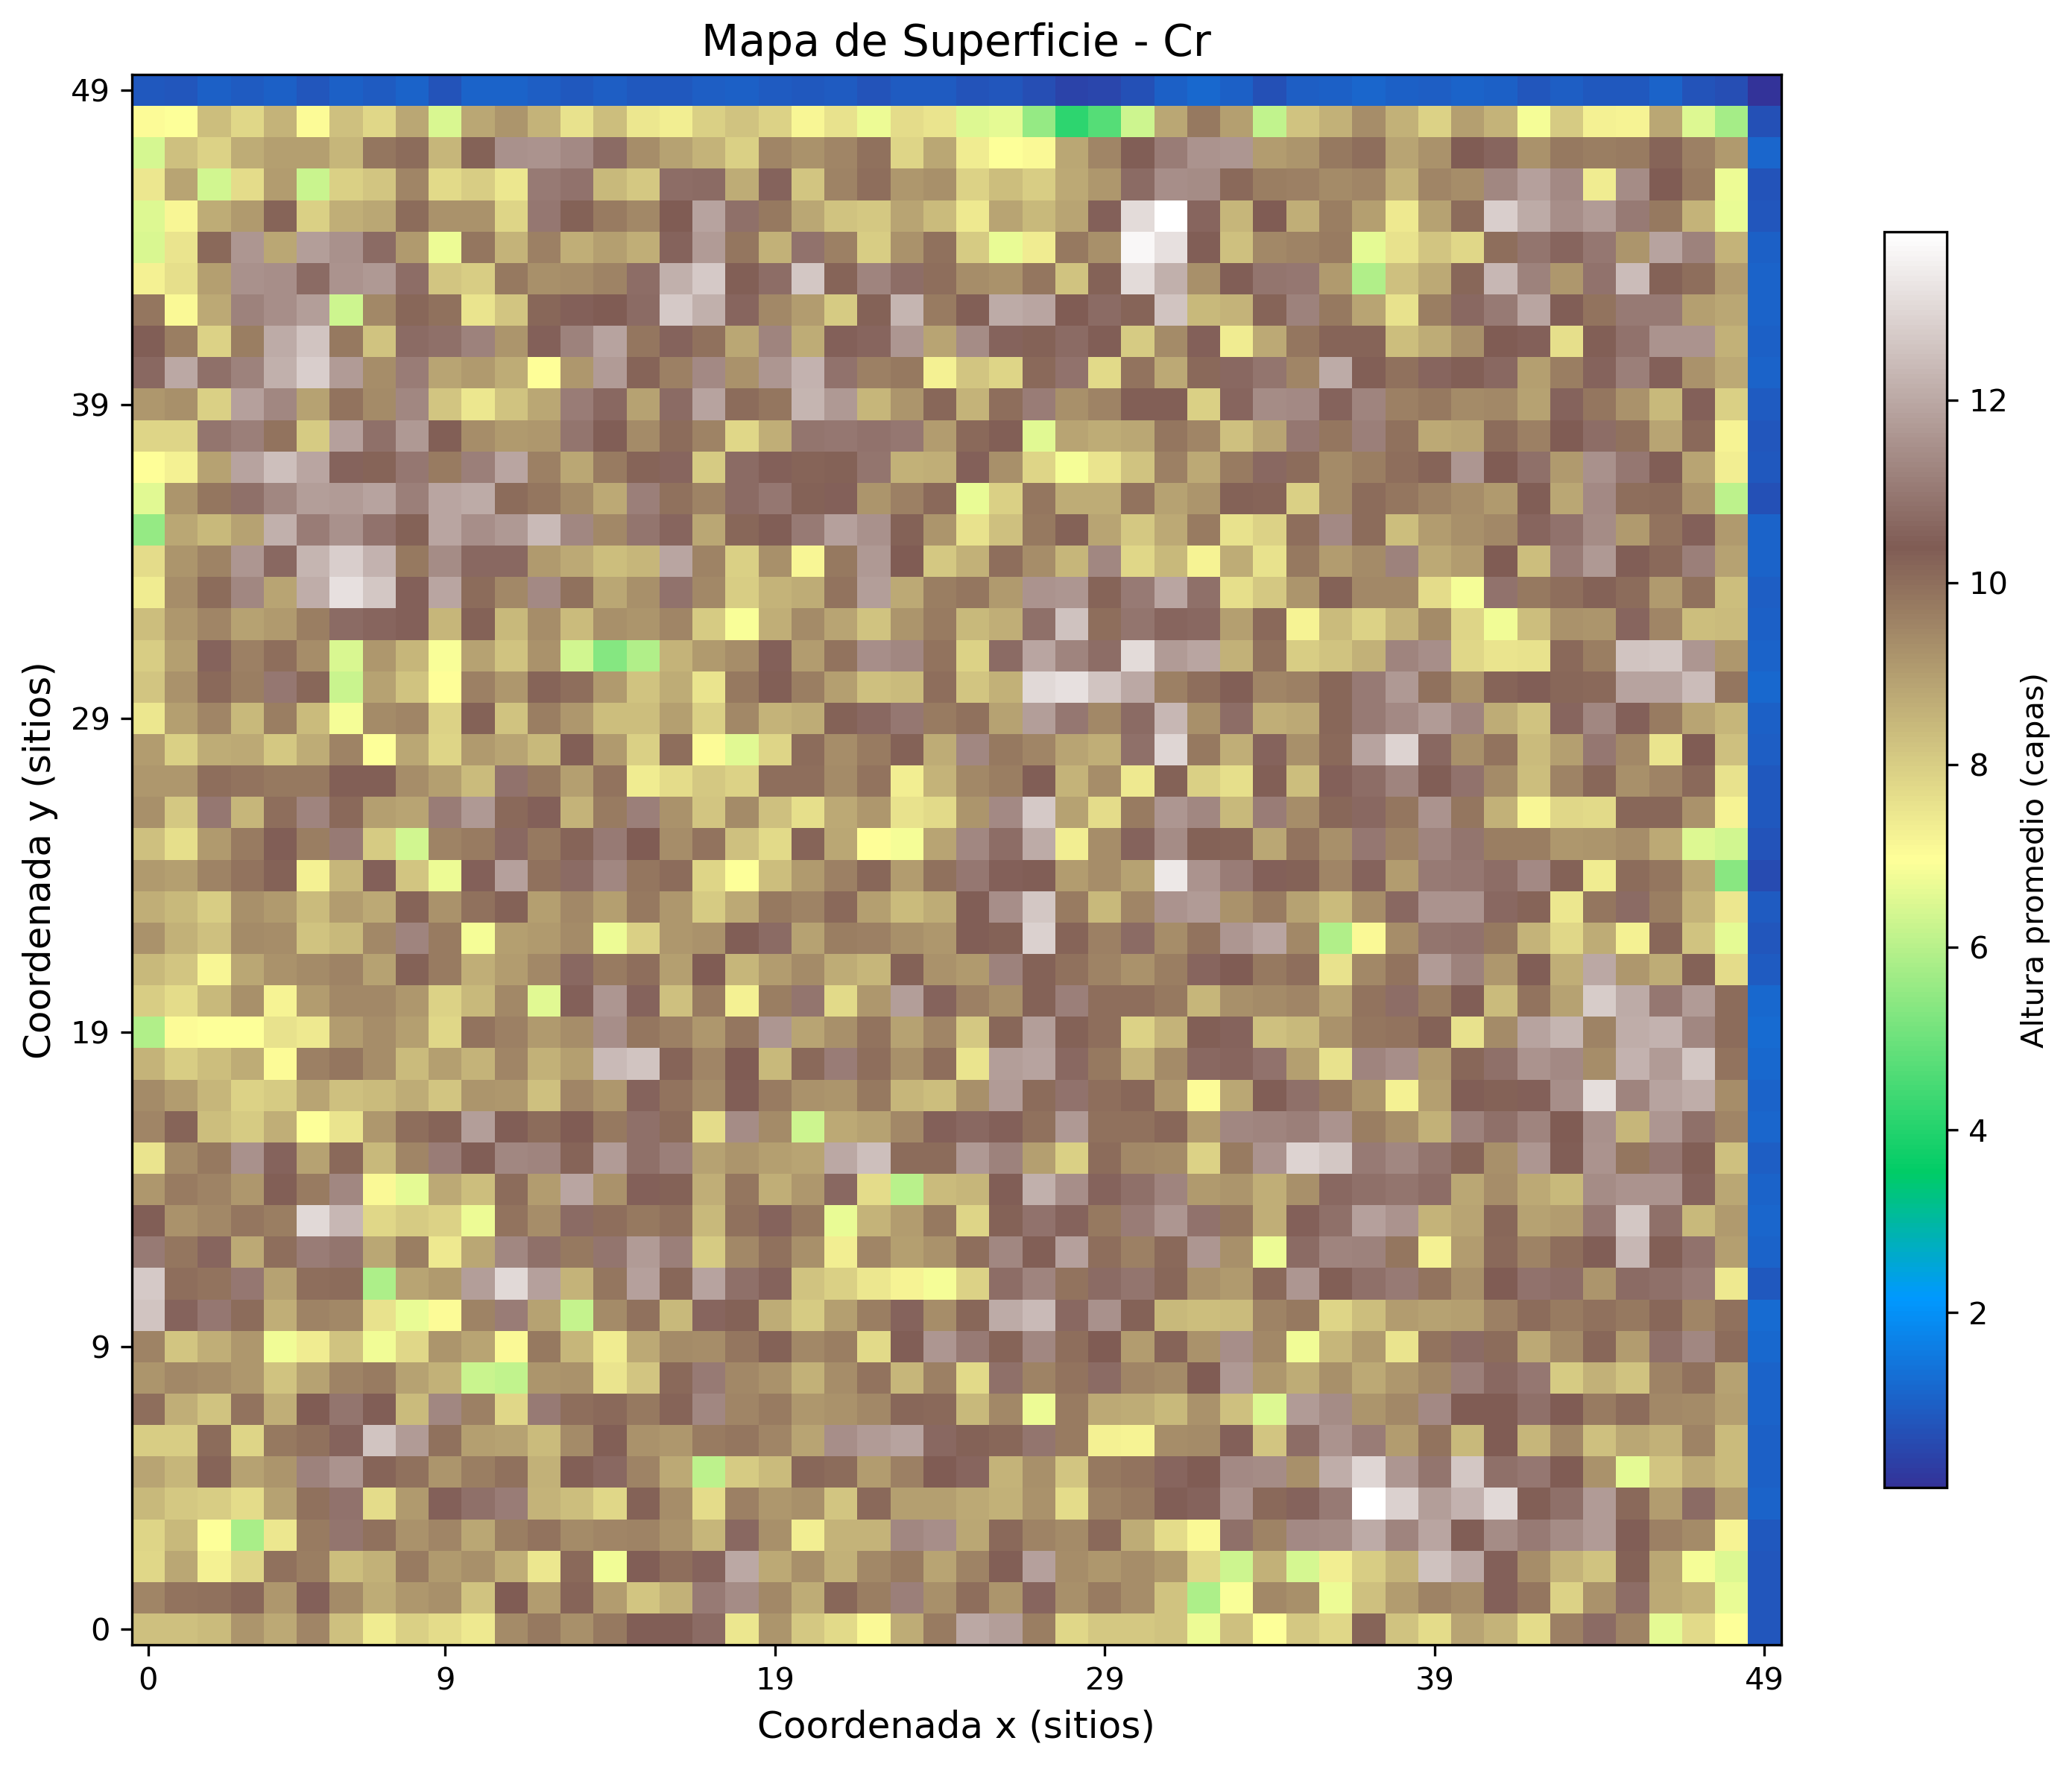 Mapa de Superficie - Cr
49
39
29
19
9
0
Coordenada y (sitios)
0 9 19 29 39 49
Coordenada x (sitios)
12
10
8
6
4
2
Altura promedio (capas)